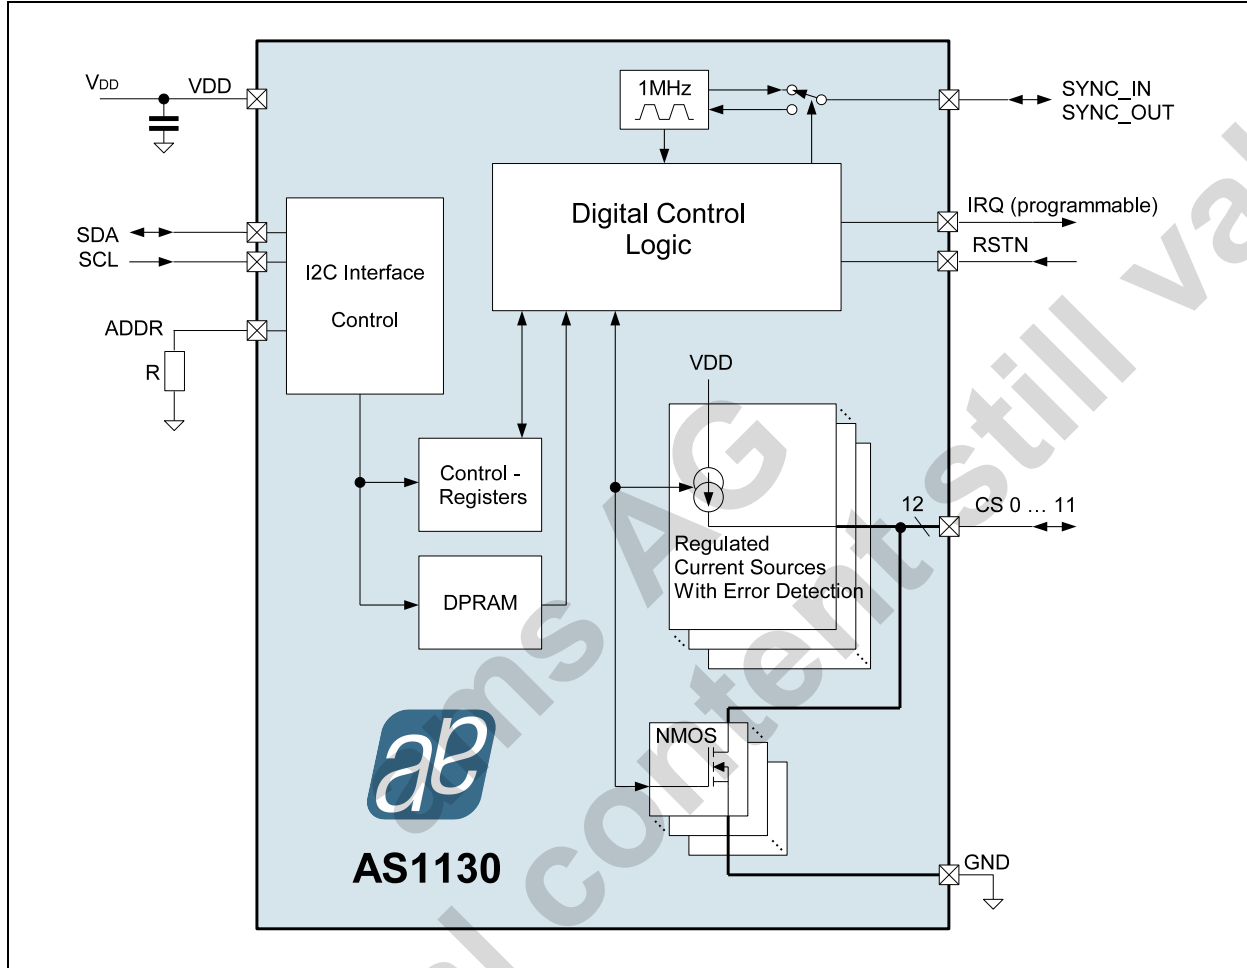 1MHz
VDD
VDD
SYNC_IN
SYNC_OUT
Digital Control
Logic
IRQ (programmable)
RSTN
SDA
SCL
I2C Interface
Control
ADDR
R
VDD
Control -
Registers
12
CS 0 … 11
Regulated
Current Sources
With Error Detection
DPRAM
NMOS
AS1130
GND
ams AG
al content still val